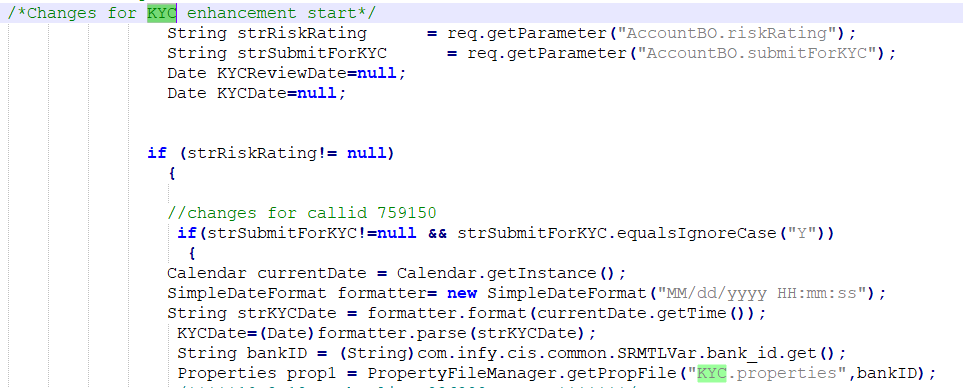 /*Changes for KYC enhancement start*/
String strRiskRating = req.getParameter("AccountBO.riskRating");
String strSubmitForKYC = req.getParameter("AccountBO.submitForKYC");
Date KYCReviewDate=null;
Date KYCDate=null;
if (strRiskRating!= null)
{
//changes for callid 759150
if(strSubmitForKYC!=null && strSubmitForKYC.equalsIgnoreCase("Y"))
{
Calendar currentDate = Calendar.getInstance();
SimpleDateFormat formatter= new SimpleDateFormat("MM/dd/yyyy HH:mm:ss");
String strKYCDate = formatter.format(currentDate.getTime());
KYCDate=(Date)formatter.parse(strKYCDate);
String bankID = (String)com.infy.cis.common.SRMTLVar.bank_id.get();
Properties prop1 = PropertyFileManager.getPropFile("KYC.properties",bankID);